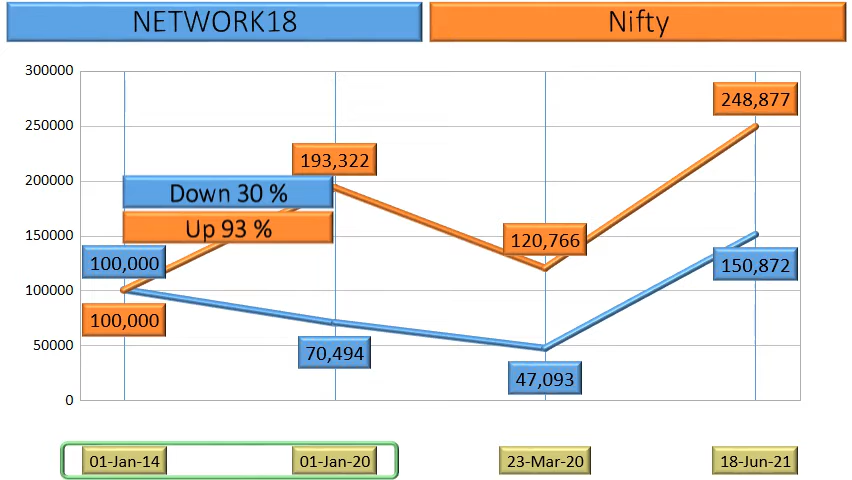 NETWORK18
Nifty
300000
250000
200000
150000
100000
50000
0
248,877
193,322
Down 30 %
Up 93 %
120,766
100,000
150,872
100,000
70,494
47,093
01-Jan-14
01-Jan-20
23-Mar-20
18-Jun-21